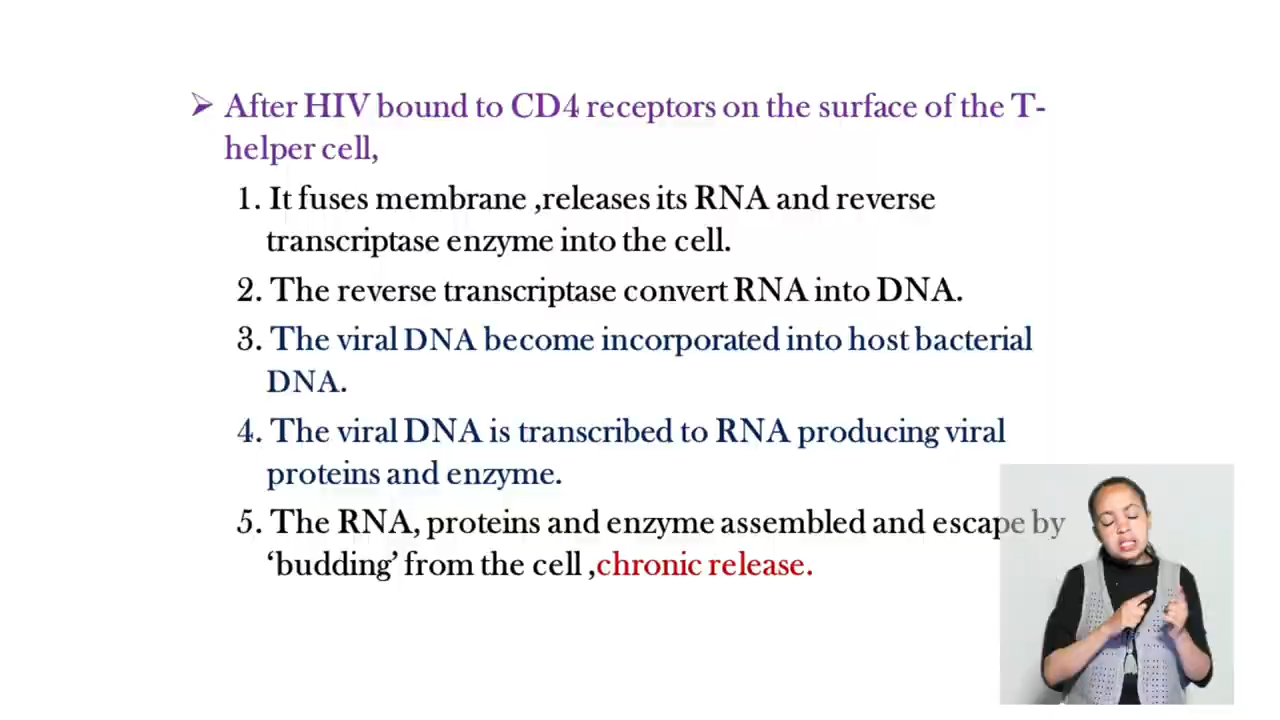 ➢ After HIV bound to CD4 receptors on the surface of the T-
helper cell,
1. It fuses membrane ,releases its RNA and reverse
transcriptase enzyme into the cell.
2. The reverse transcriptase convert RNA into DNA.
3. The viral DNA become incorporated into host bacterial
DNA.
4. The viral DNA is transcribed to RNA producing viral
proteins and enzyme.
5. The RNA, proteins and enzyme assembled and escape by
‘budding’ from the cell ,chronic release.